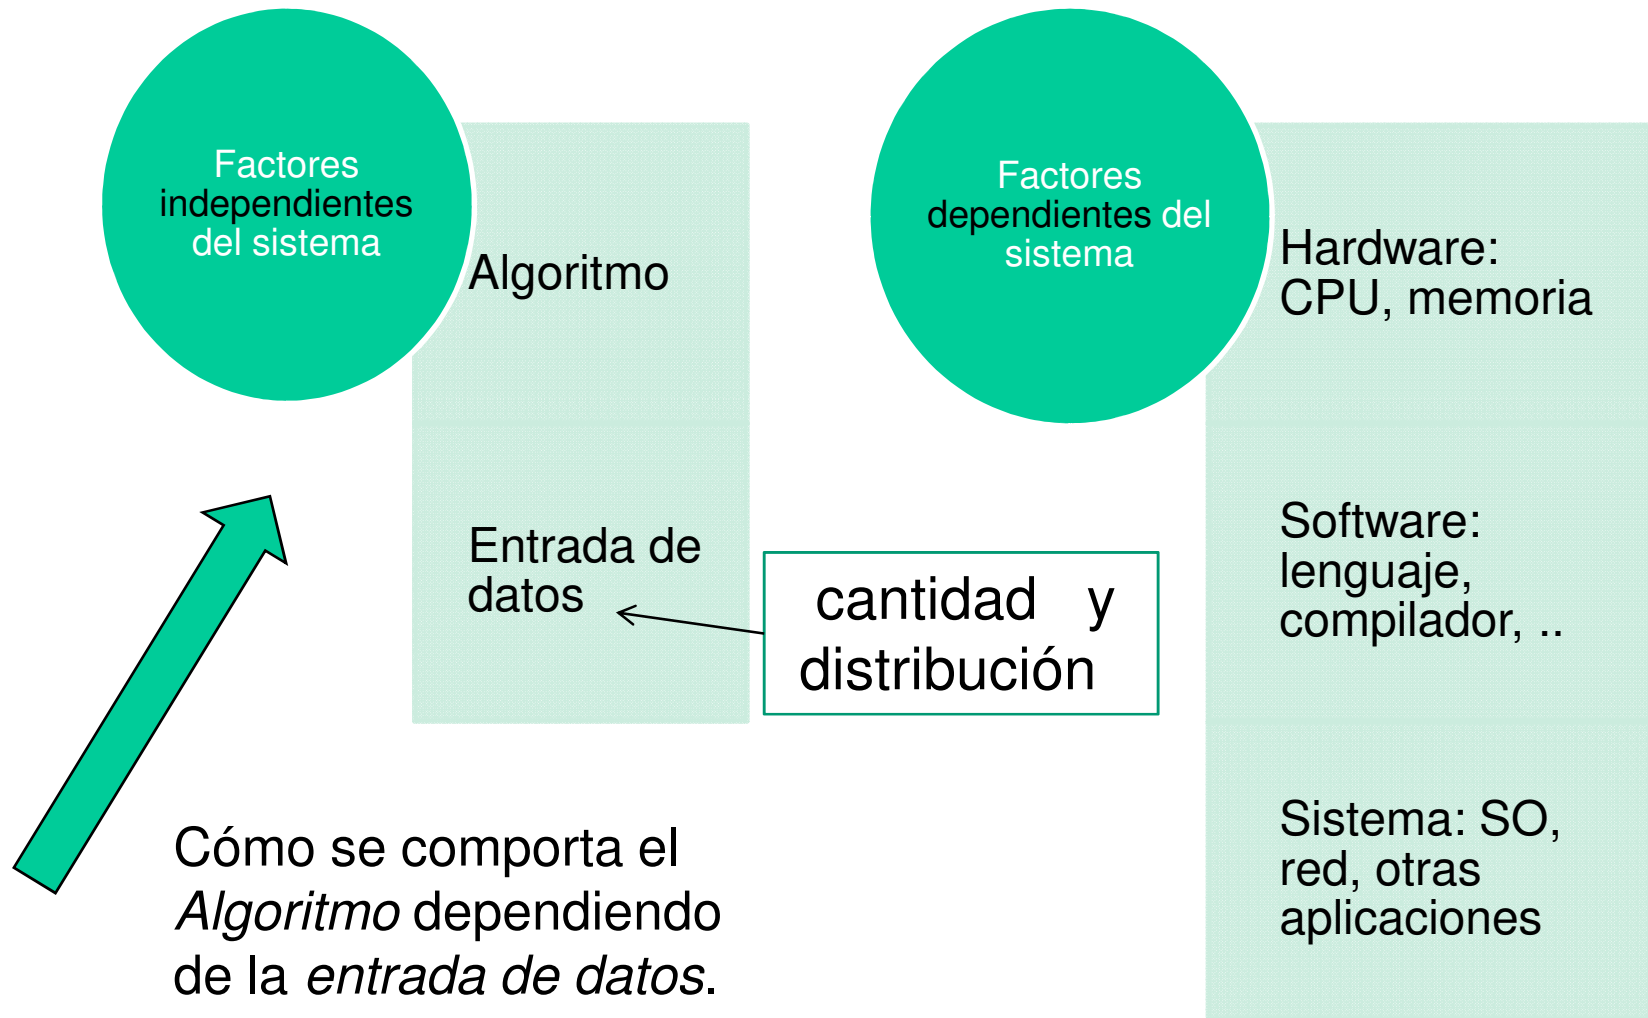 Factores
independientes
del sistema
Algoritmo
Entrada de
datos
cantidad y
distribución
Cómo se comporta el
Algoritmo dependiendo
de la entrada de datos.
Factores
dependientes del
sistema
Hardware:
CPU, memoria
Software:
lenguaje,
compilador, ..
Sistema: SO,
red, otras
aplicaciones